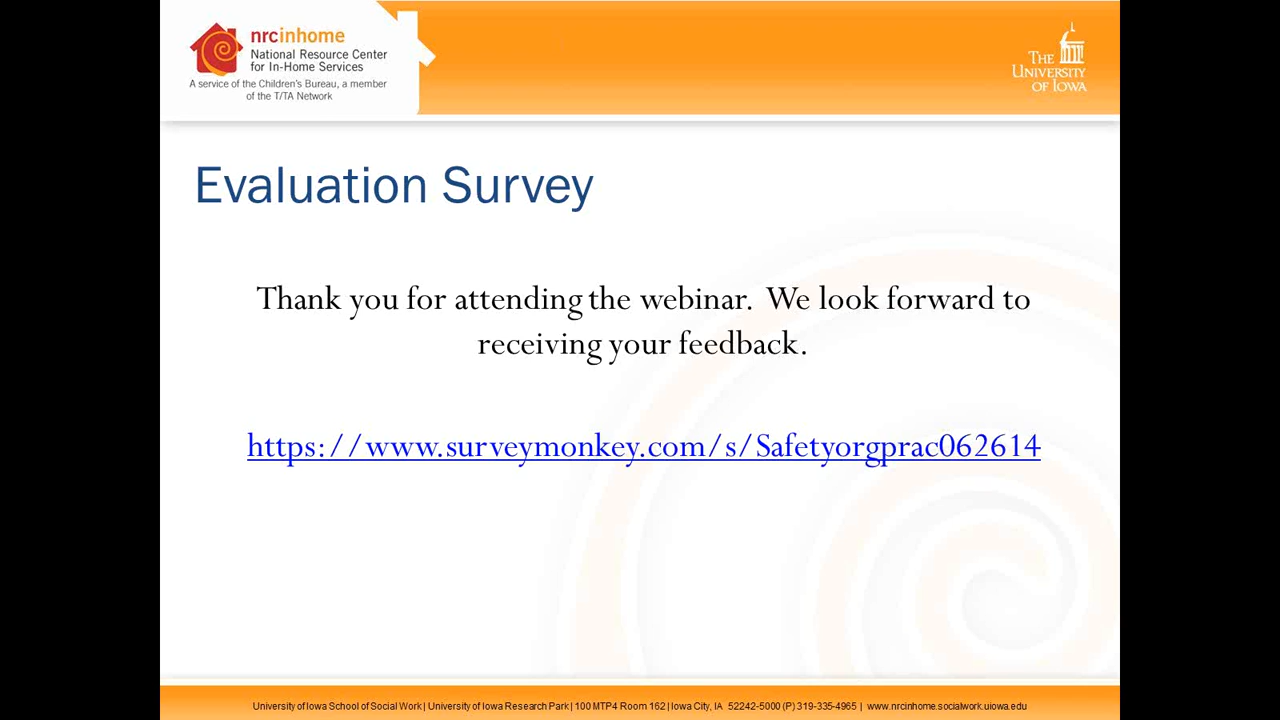 nrcinhome
National Resource Center
for In-Home Services
A service of the Children's Bureau, a member
of the T/TA Network
THE
UNIVERSITY
OF IOWA
Evaluation Survey
Thank you for attending the webinar.  We look forward to
receiving your feedback.
https://www.surveymonkey.com/s/Safetyorgprac062614
University of Iowa School of Social Work | University of Iowa Research Park | 100 MTP4 Room 162 | Iowa City, IA  52242-5000 (P) 319-335-4965 |  www.nrcinhome.socialwork.uiowa.edu